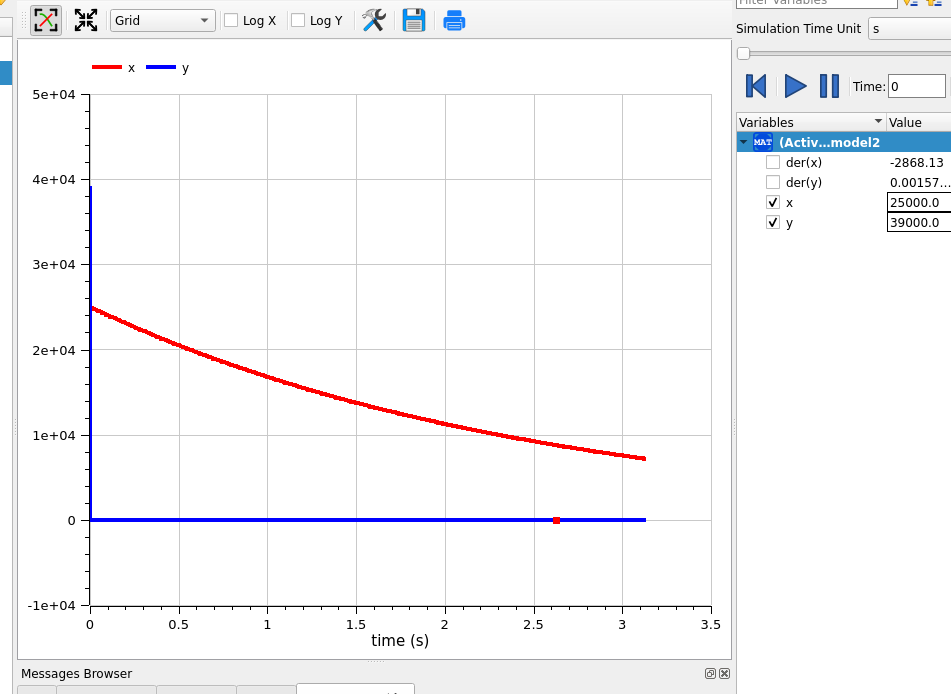 Grid
Log X
Log Y
x
y
5e+04
4e+04
3e+04
2e+04
1e+04
0
-1e+04
0
0.5
1
1.5
2
2.5
3
3.5
time (s)
Messages Browser
Filter Variables
Simulation Time Unit
s
Time:
0
Variables
Value
MAT
(Activ...model2
der(x)
-2868.13
der(y)
0.00157...
x
25000.0
y
39000.0